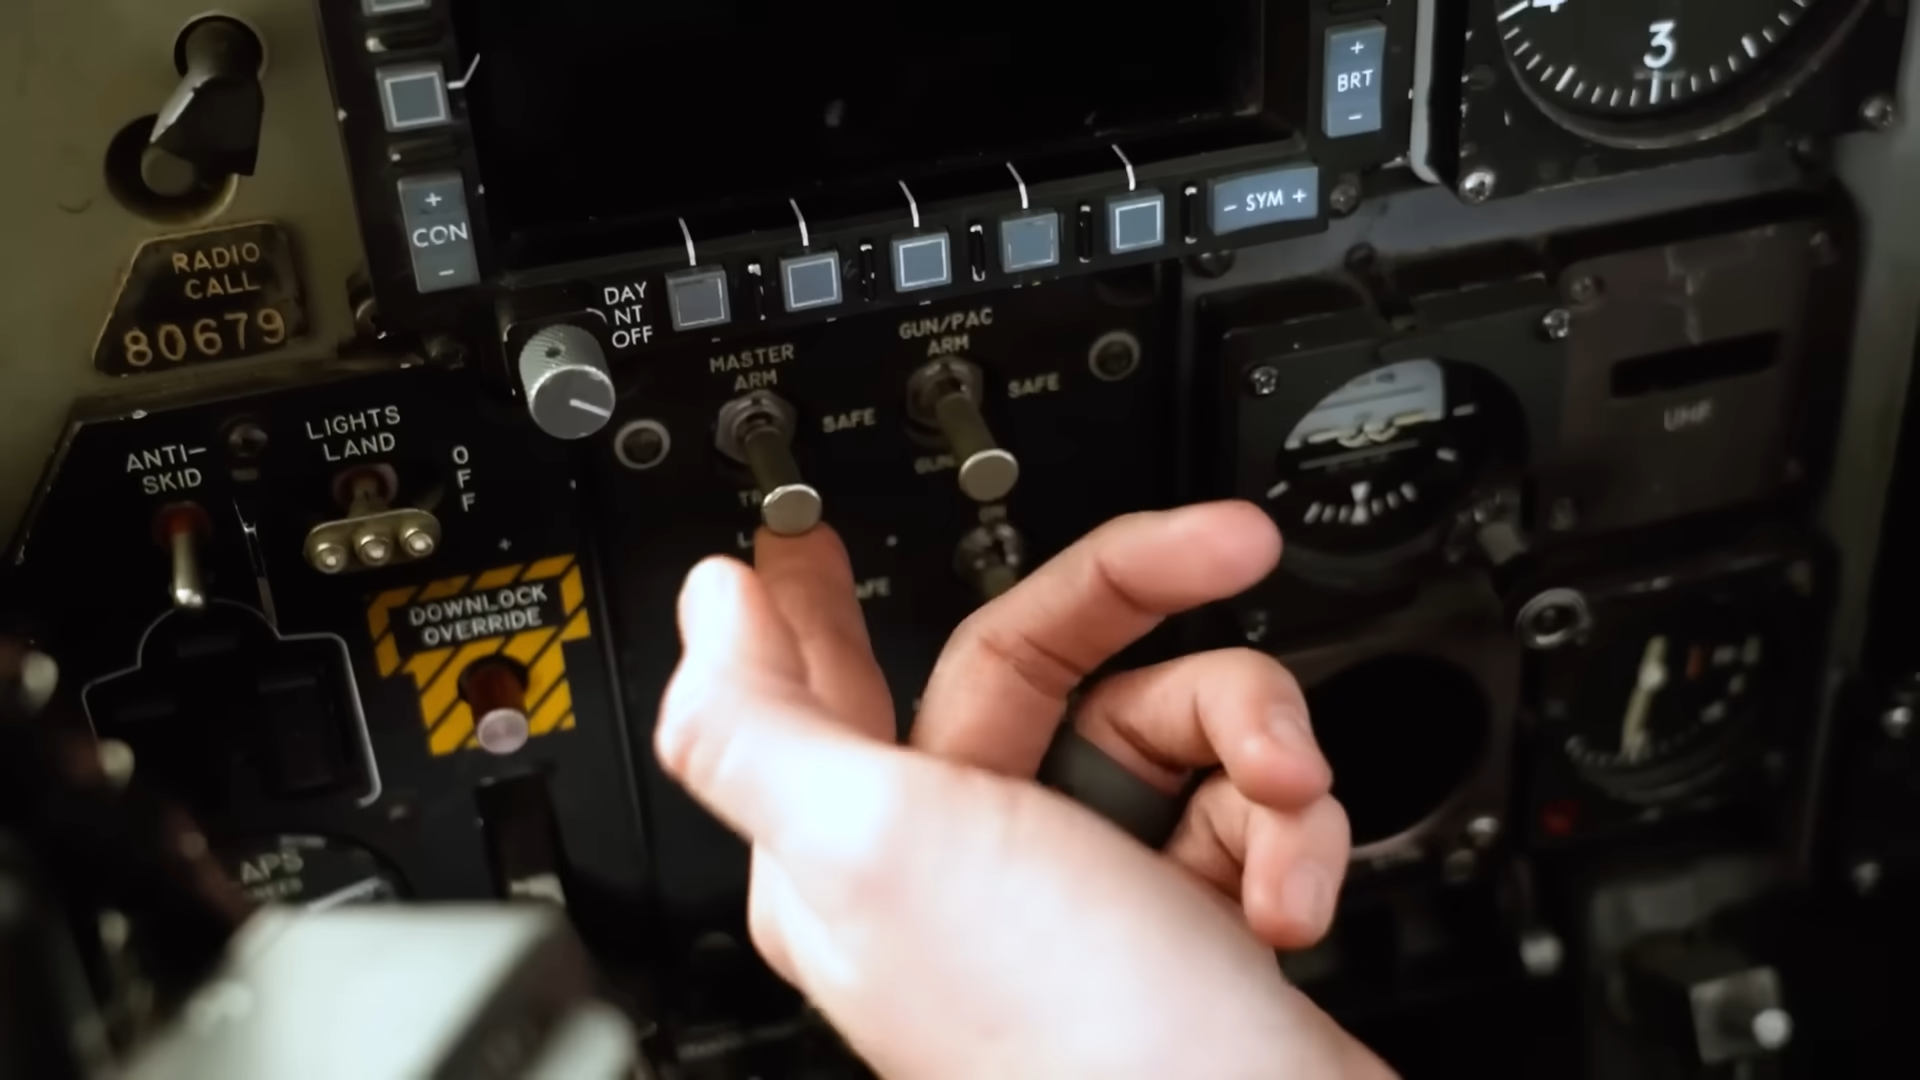 4
3
+
BRT
-
+
CON
-
- SYM +
RADIO
CALL
80679
DAY
NT
OFF
MASTER
ARM
SAFE
GUN/PAC
ARM
SAFE
UHF
ANTI-
SKID
LIGHTS
LAND
OFF
DOWNLOCK
OVERRIDE